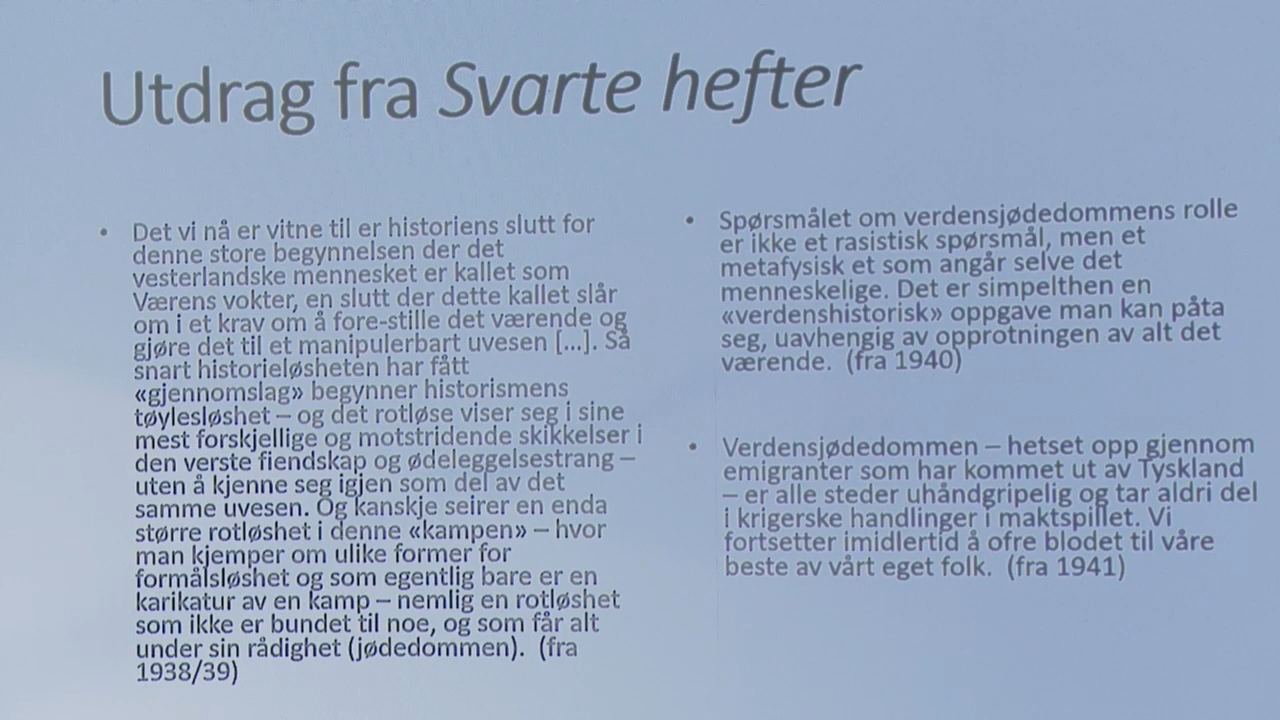 Utdrag fra Svarte hefter
• Det vi nå er vitne til er historiens slutt for
denne store begynnelsen der det
vesterlandske mennesket er kallet som
Værens vokter, en slutt der dette kallet slår
om i et krav om å fore-stille det værende og
gjøre det til et manipulerbart uvesen [...]. Så
snart historieløsheten har fått
«gjennomslag» begynner historismens
tøylesløshet – og det rotløse viser seg i sine
mest forskjellige og motstridende skikkelser i
den verste fiendskap og ødeleggelsestrang –
uten å kjenne seg igjen som del av det
samme uvesen. Og kanskje seirer en enda
større rotløshet i denne «kampen» – hvor
man kjemper om ulike former for
formålsløshet og som egentlig bare er en
karikatur av en kamp – nemlig en rotløshet
som ikke er bundet til noe, og som får alt
under sin rådighet (jødedommen). (fra
1938/39)
• Spørsmålet om verdensjødedommens rolle
er ikke et rasistisk spørsmål, men et
metafysisk et som angår selve det
menneskelige. Det er simpelthen en
«verdenshistorisk» oppgave man kan påta
seg, uavhengig av opprotningen av alt det
værende. (fra 1940)
• Verdensjødedommen – hetset opp gjennom
emigranter som har kommet ut av Tyskland
– er alle steder uhåndgripelig og tar aldri del
i krigerske handlinger i maktspillet. Vi
fortsetter imidlertid å ofre blodet til våre
beste av vårt eget folk. (fra 1941)